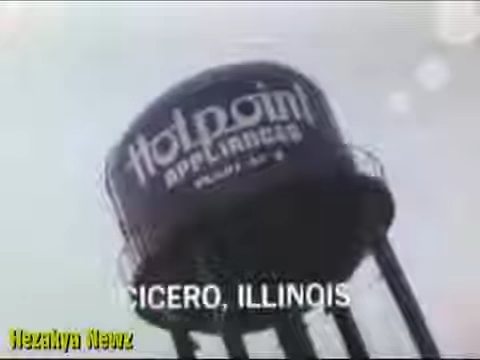 Hotpoint
APPLIANCES
CICERO, ILLINOIS
Hezakya Newz